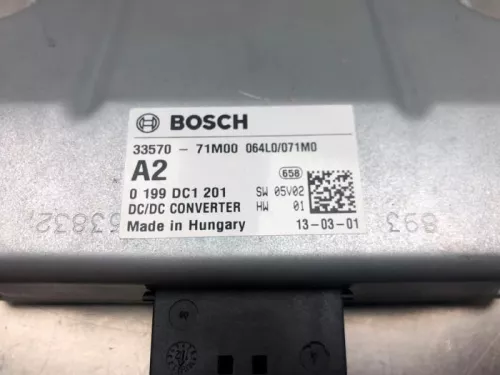 BOSCH
33570 - 71M00 064L0/071M0
A2
658
0 199 DC1 201 SW 05V02
DC/DC CONVERTER HW 01
Made in Hungary 13-03-01
893